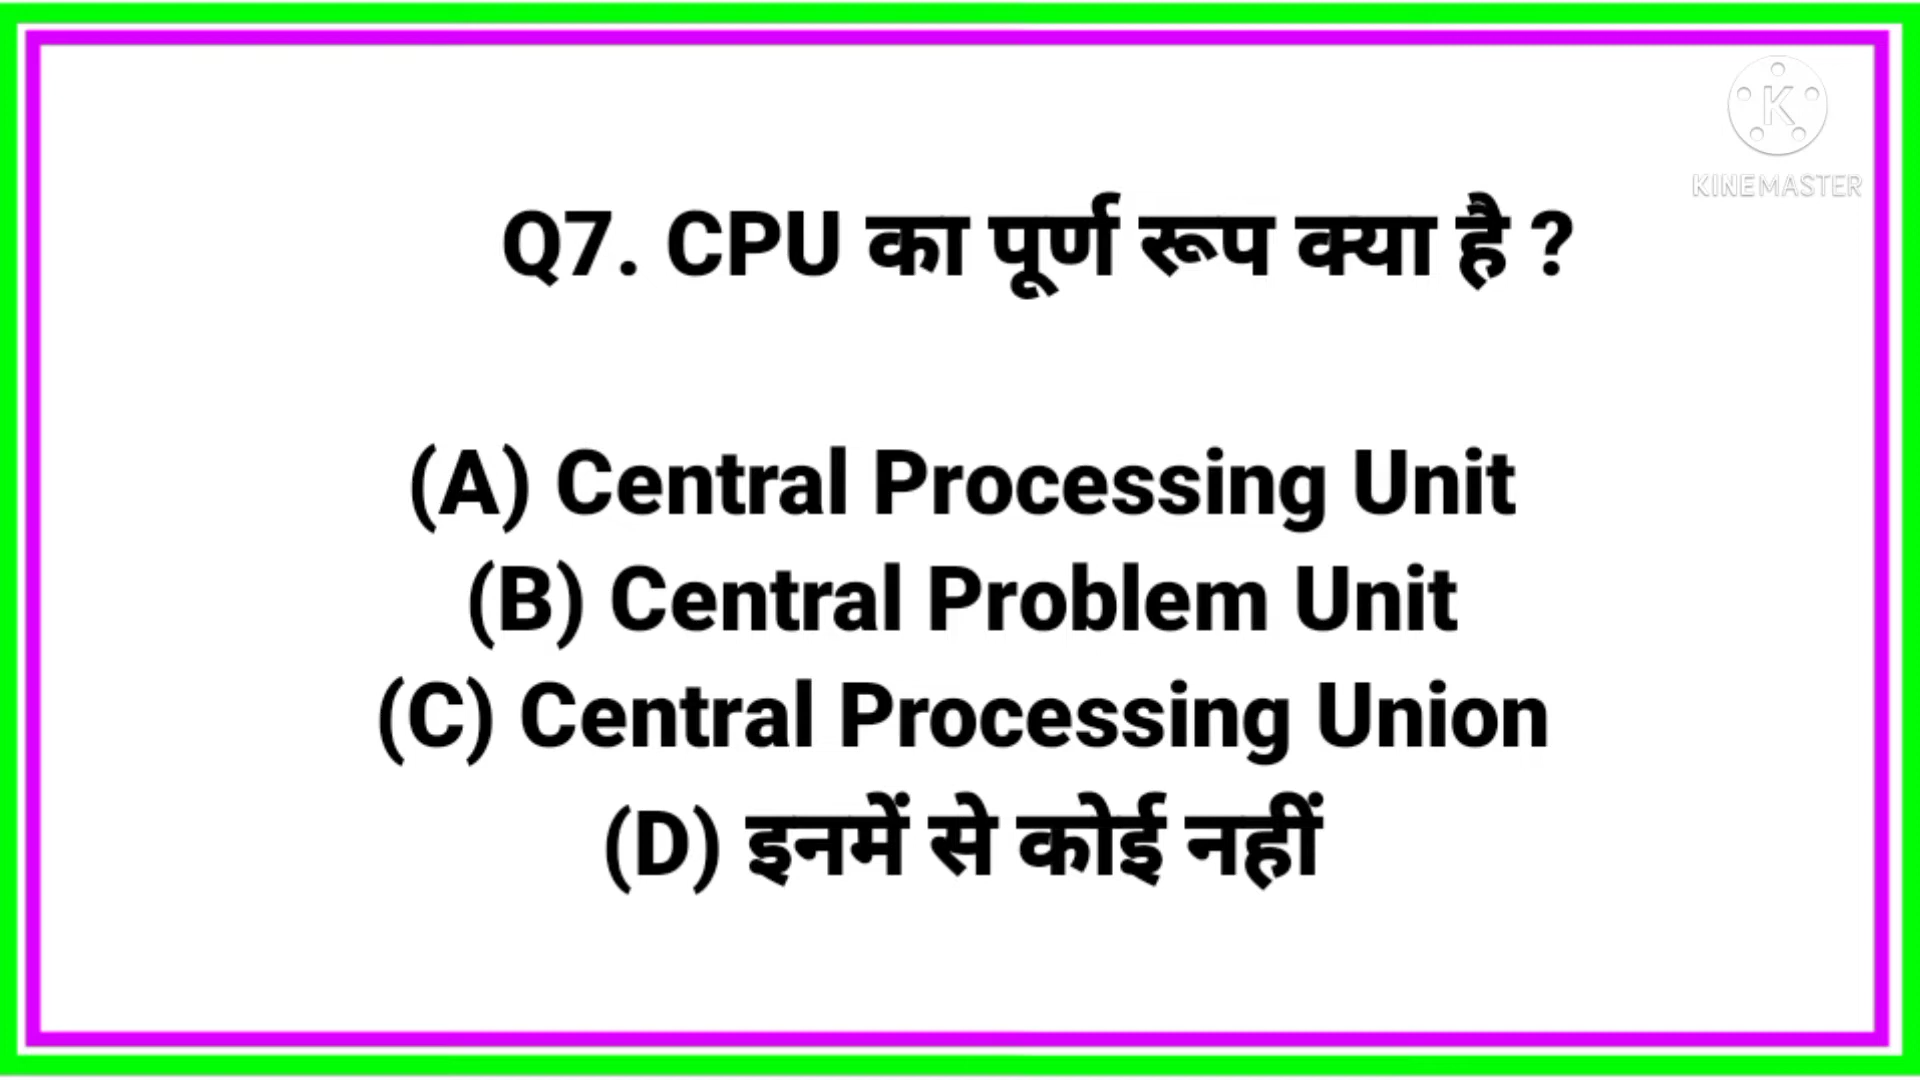 KINEMASTER
Q7. CPU का पूर्ण रूप क्या है ?
(A) Central Processing Unit
(B) Central Problem Unit
(C) Central Processing Union
(D) इनमें से कोई नहीं